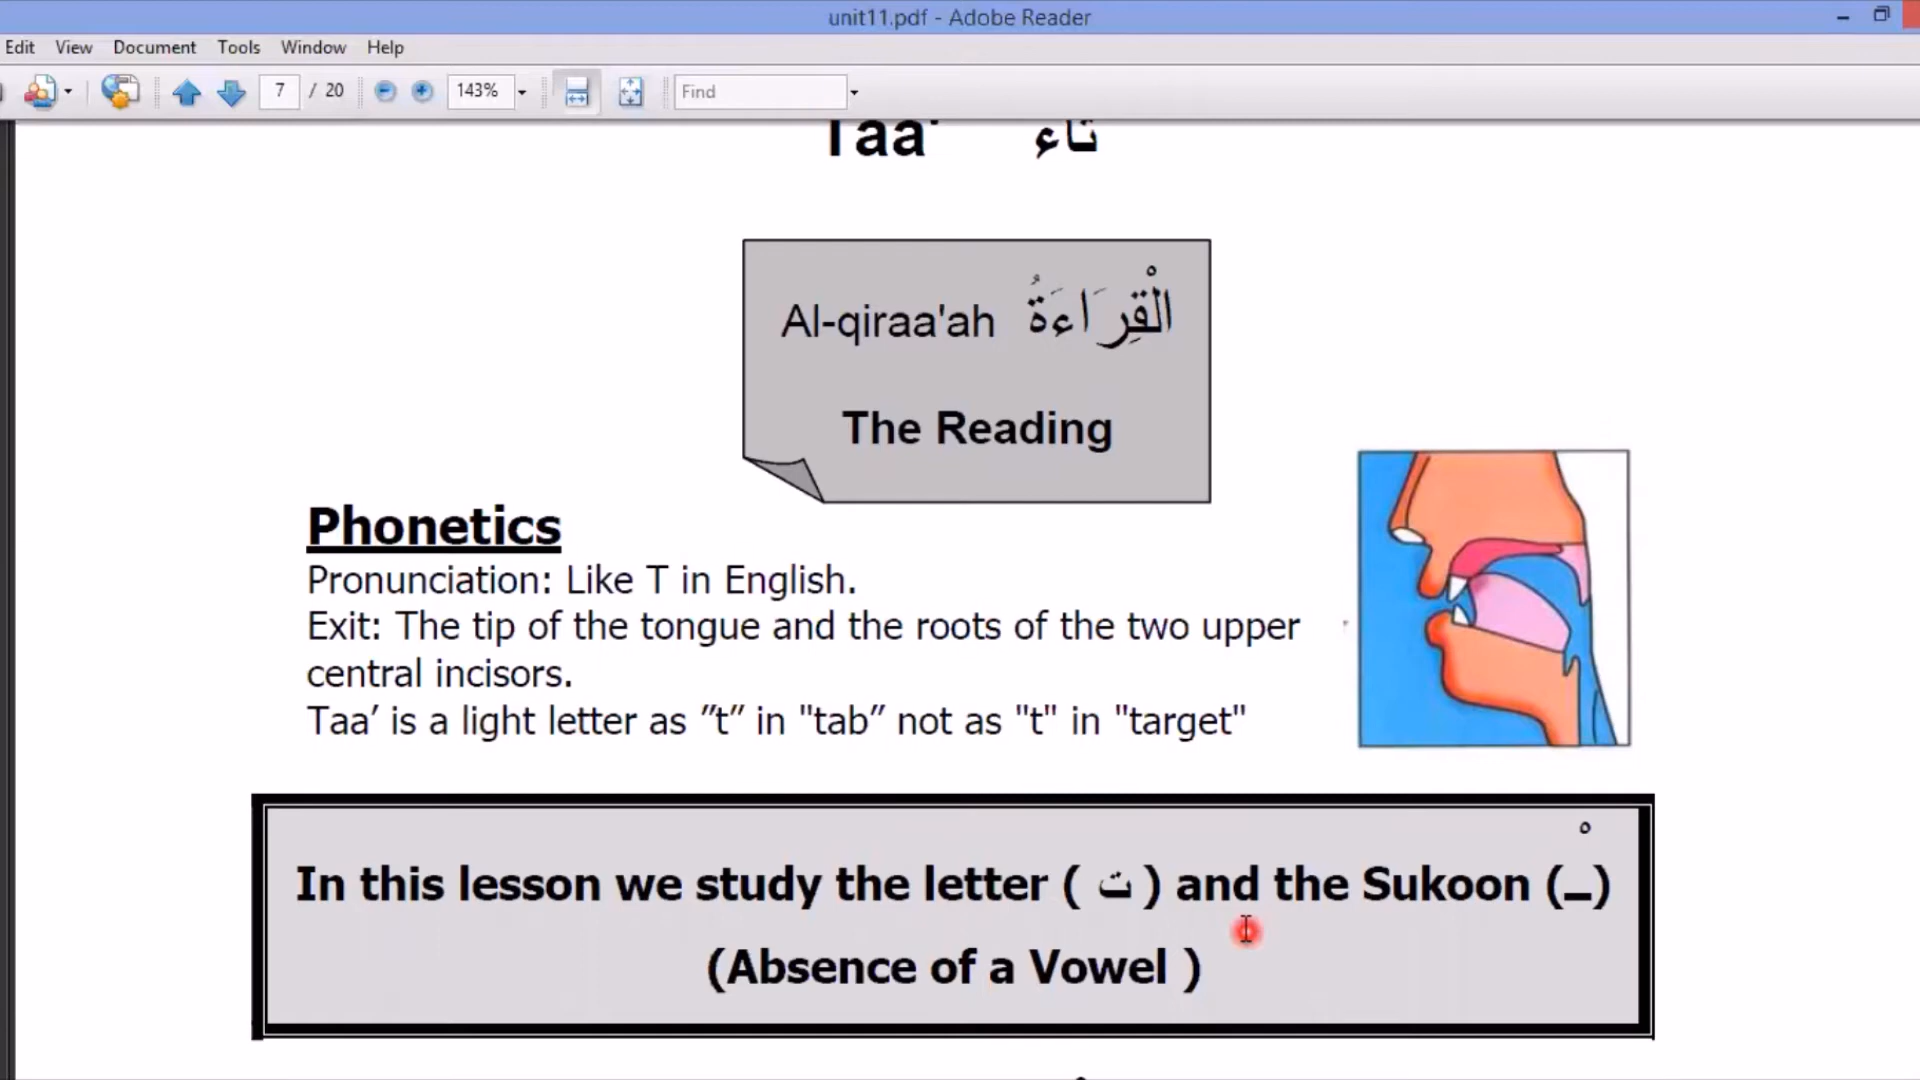 unit11.pdf - Adobe Reader
Edit View Document Tools Window Help
7 / 20 143% Find
Taa' تاء
Al-qiraa'ah الْقِرَاءَةُ
The Reading
Phonetics
Pronunciation: Like T in English.
Exit: The tip of the tongue and the roots of the two upper
central incisors.
Taa’ is a light letter as ”t” in "tab” not as "t" in "target"
In this lesson we study the letter ( ت ) and the Sukoon (ـْ)
(Absence of a Vowel )